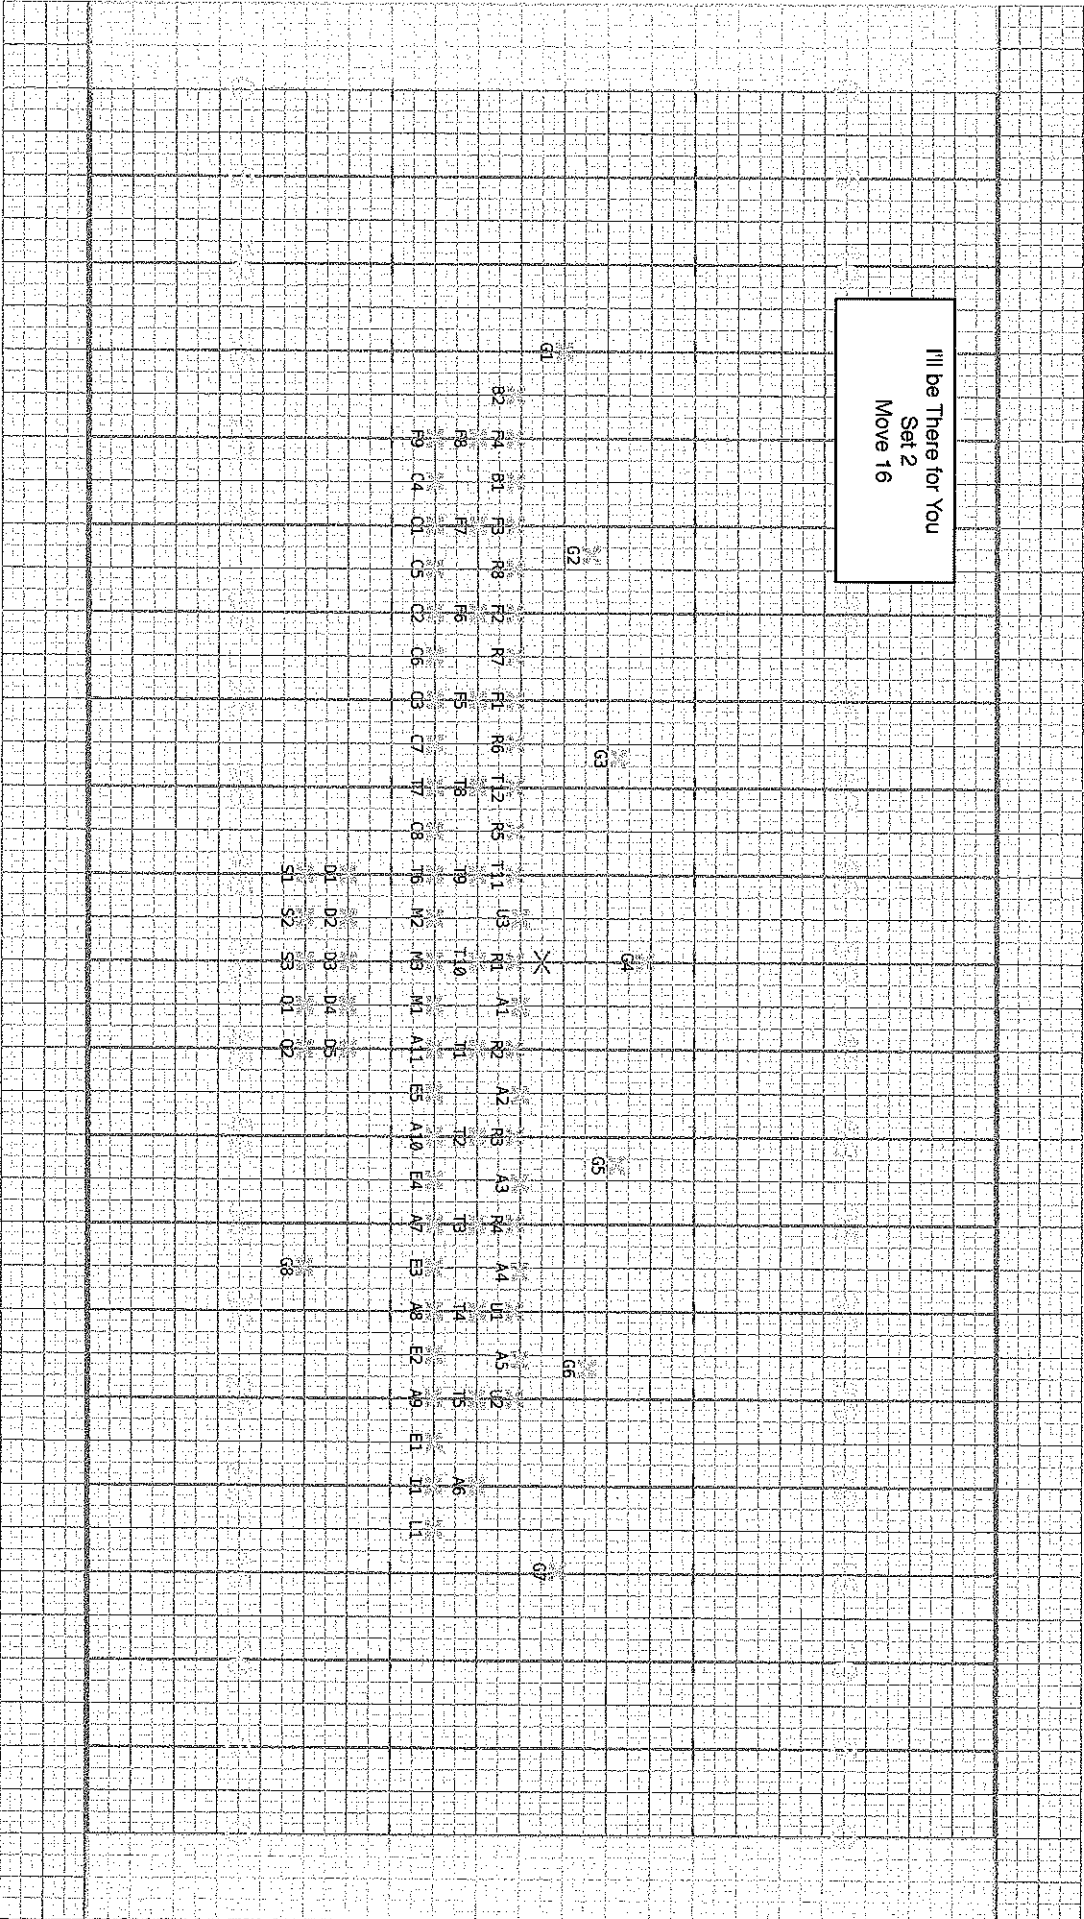 I'll be There for You
Set 2
Move 16
G4
G3 G5
G2 G6
G1 G7
X
B2 F4 B1 F3 R8 F2 R7 F1 R6 T12 R5 T11 U3 R1 A1 R2 A2 R3 A3 R4 A4 U1 A5 U2
F8 F7 F6 F5 T8 T9 T10 T1 T2 T3 T4 T5 A6
F9 C4 C1 C5 C2 C6 C3 C7 T7 C8 T6 M2 M3 M1 A11 E5 A10 E4 A7 E3 A8 E2 A9 E1 I1 L1
D1 D2 D3 D4 D5
S1 S2 S3 Q1 Q2 G8